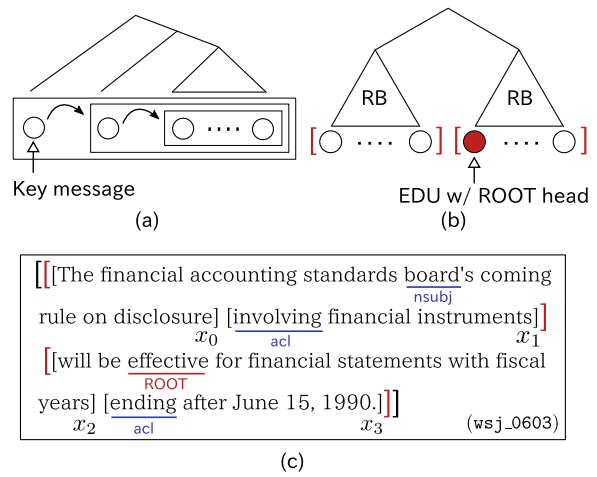 Key message
(a)
RB RB
[ .... ] [ .... ]
EDU w/ ROOT head
(b)
[[[The financial accounting standards board's coming
nsubj
rule on disclosure] [involving financial instruments]]
x0 acl x1
[[will be effective for financial statements with fiscal
ROOT
years] [ending after June 15, 1990.]]]
x2 acl x3 (wsj_0603)
(c)